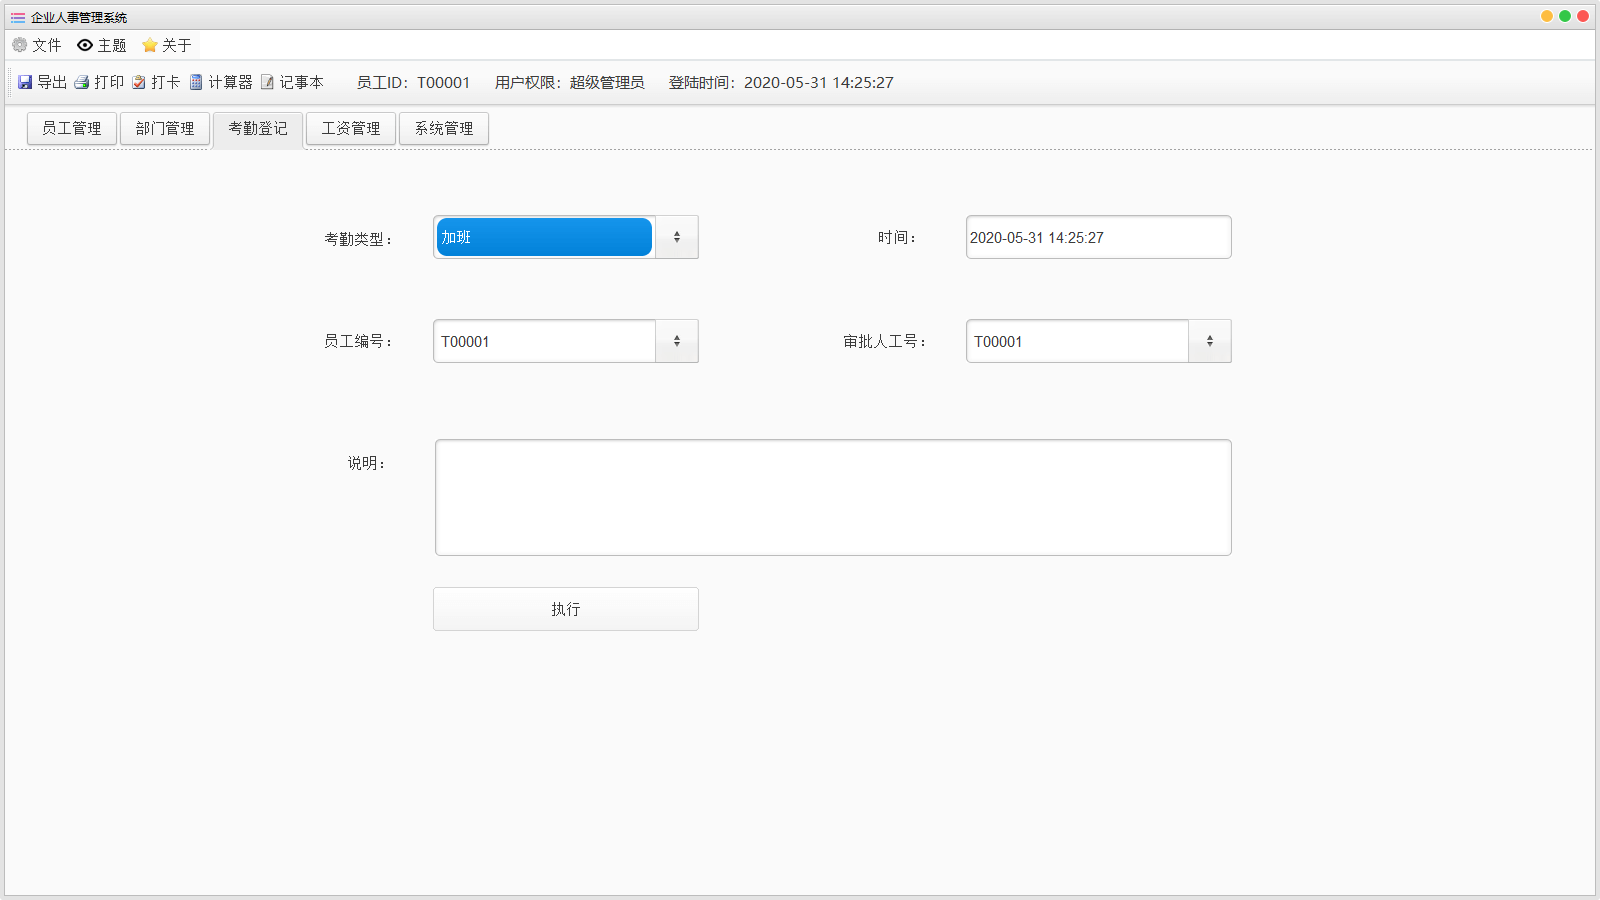 企业人事管理系统
文件 主题 关于
导出 打印 打卡 计算器 记事本 员工ID：T00001 用户权限：超级管理员 登陆时间：2020-05-31 14:25:27
员工管理 部门管理 考勤登记 工资管理 系统管理
考勤类型： 加班 时间： 2020-05-31 14:25:27
员工编号： T00001 审批人工号： T00001
说明：
执行